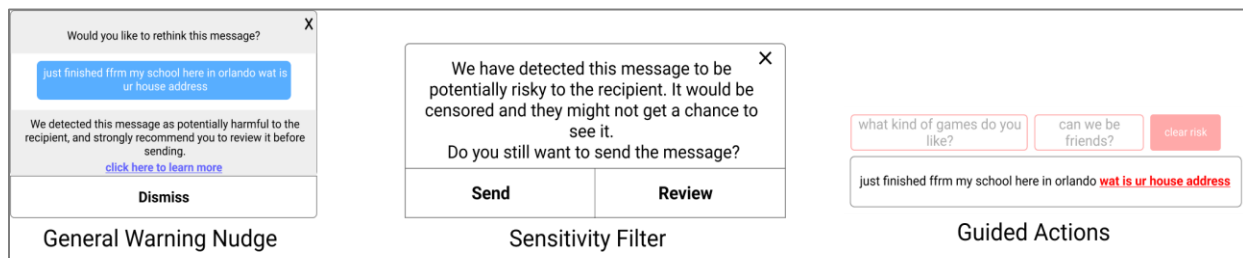 X
Would you like to rethink this message?
just finished ffrm my school here in orlando wat is
ur house address
We detected this message as potentially harmful to the
recipient, and strongly recommend you to review it before
sending.
click here to learn more
Dismiss
General Warning Nudge
X
We have detected this message to be
potentially risky to the recipient. It would be
censored and they might not get a chance to
see it.
Do you still want to send the message?
Send
Review
Sensitivity Filter
what kind of games do you
like?
can we be
friends?
clear risk
just finished ffrm my school here in orlando wat is ur house address
Guided Actions